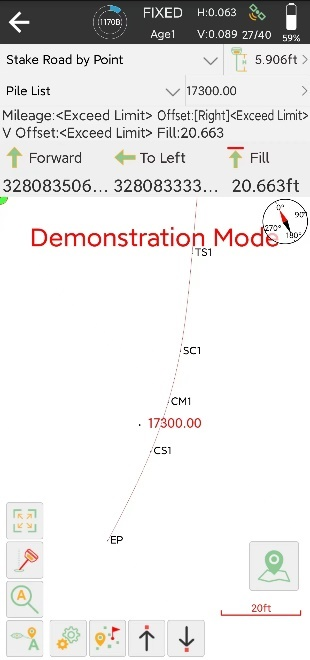 (1170B) FIXED H:0.063
Age1 V:0.089 27/40 59%
Stake Road by Point 5.906ft
Pile List 17300.00
Mileage:<Exceed Limit> Offset:[Right]<Exceed Limit>
V Offset:<Exceed Limit> Fill:20.663
Forward To Left Fill
328083506... 328083333... 20.663ft
0°
90°
270°
180°
Demonstration Mode
TS1
SC1
CM1
17300.00
CS1
EP
A
A
20ft